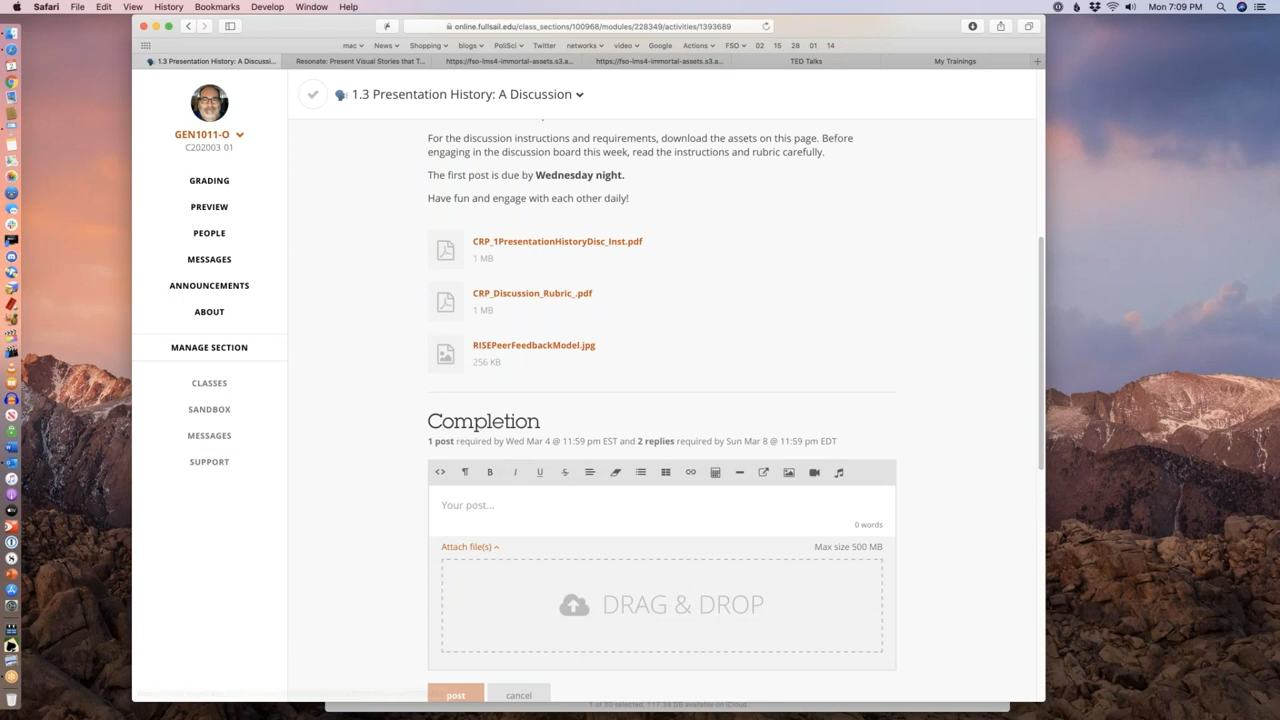 Safari File Edit View History Bookmarks Develop Window Help
Mon 7:09 PM
online.fullsail.edu/class_sections/100968/modules/228349/activities/1393689
mac News Shopping blogs PoliSci Twitter networks video Google Actions FSO 02 15 28 01 14
1.3 Presentation History: A Discussi... Resonate: Present Visual Stories that T... https://fso-lms4-immortal-assets.s3.a... https://fso-lms4-immortal-assets.s3.a... TED Talks My Trainings
1.3 Presentation History: A Discussion
GEN1011-O
C202003 01
GRADING
PREVIEW
PEOPLE
MESSAGES
ANNOUNCEMENTS
ABOUT
MANAGE SECTION
CLASSES
SANDBOX
MESSAGES
SUPPORT
For the discussion instructions and requirements, download the assets on this page. Before
engaging in the discussion board this week, read the instructions and rubric carefully.
The first post is due by Wednesday night.
Have fun and engage with each other daily!
CRP_1PresentationHistoryDisc_Inst.pdf
1 MB
CRP_Discussion_Rubric_.pdf
1 MB
RISEPeerFeedbackModel.jpg
256 KB
Completion
1 post required by Wed Mar 4 @ 11:59 pm EST and 2 replies required by Sun Mar 8 @ 11:59 pm EDT
B I U S
Your post...
0 words
Attach file(s)
Max size 500 MB
DRAG & DROP
post cancel